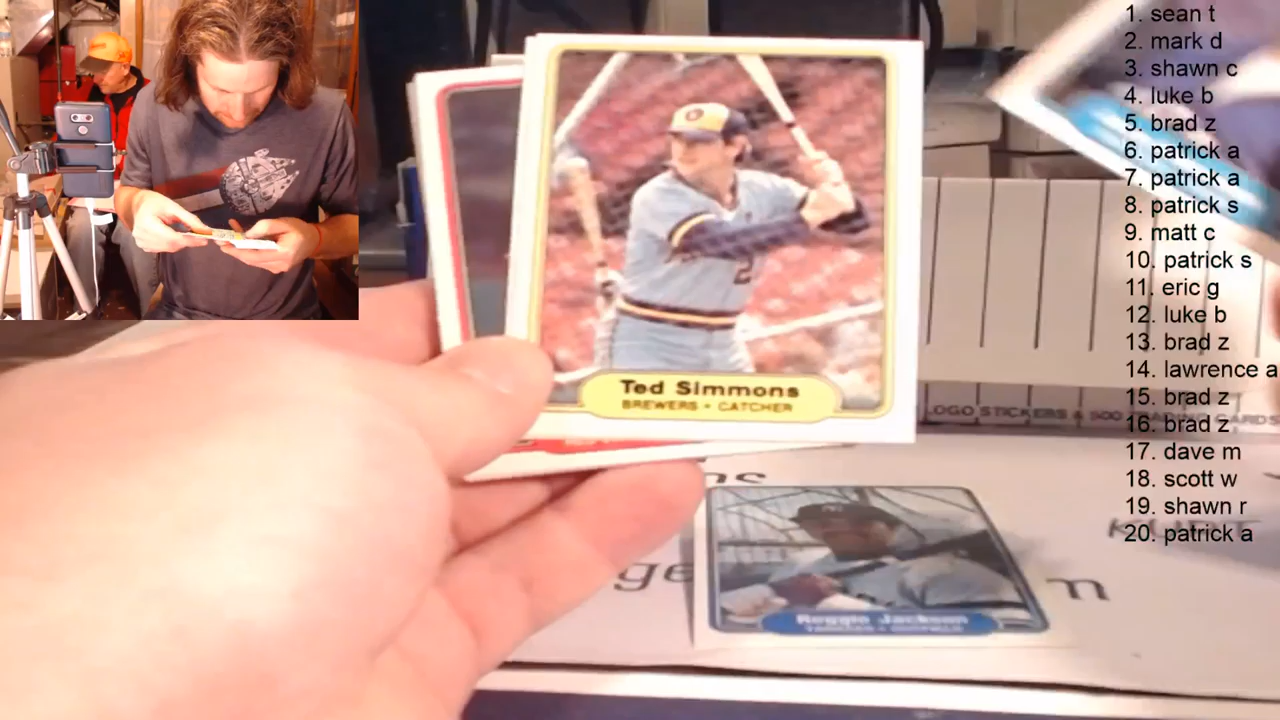 1. sean t
2. mark d
3. shawn c
4. luke b
5. brad z
6. patrick a
7. patrick a
8. patrick s
9. matt c
10. patrick s
11. eric g
12. luke b
13. brad z
14. lawrence a
15. brad z
16. brad z
17. dave m
18. scott w
19. shawn r
20. patrick a
Ted Simmons
BREWERS • CATCHER
LOGO STICKERS & 500 TRADING CARDS
Reggie Jackson
2
m